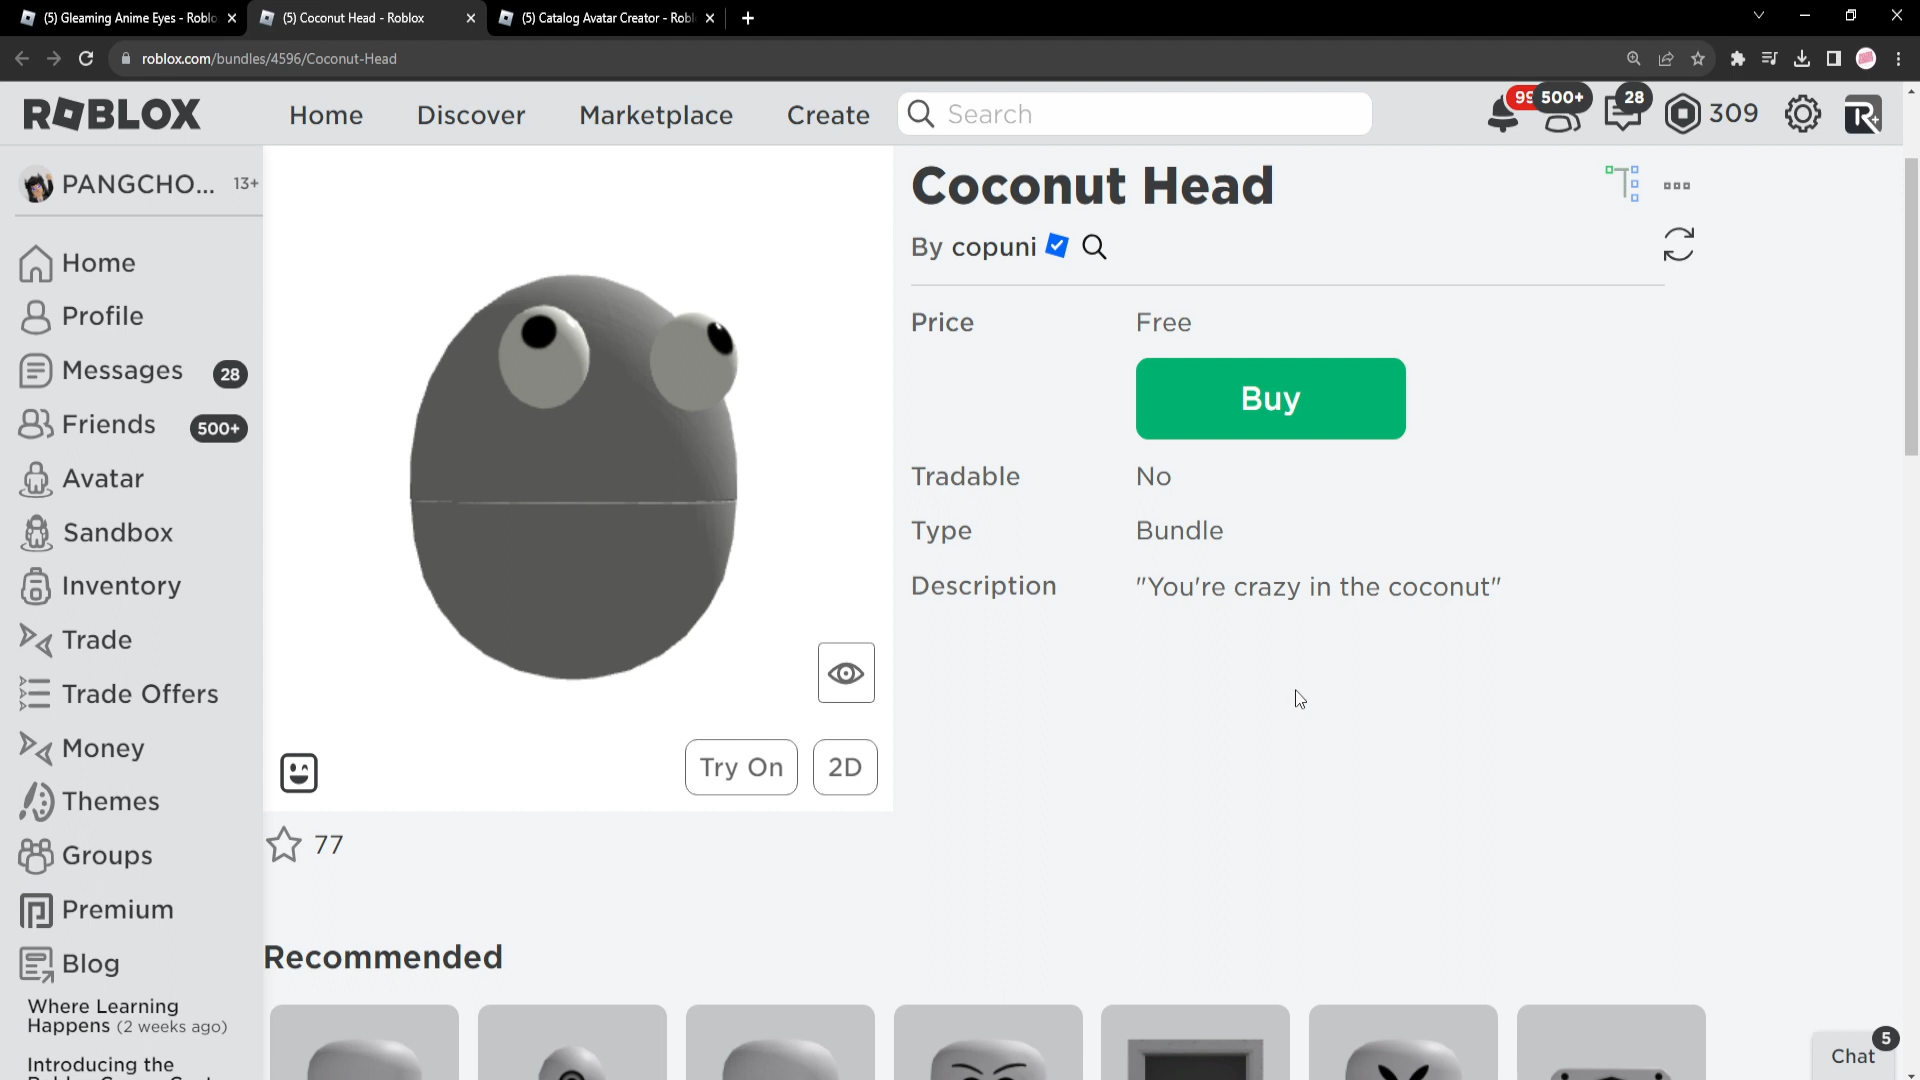 (5) Gleaming Anime Eyes - Roblo
(5) Coconut Head - Roblox
(5) Catalog Avatar Creator - Robl
roblox.com/bundles/4596/Coconut-Head
ROBLOX
Home
Discover
Marketplace
Create
Search
99
500+
28
309
PANGCHO...
13+
Home
Profile
Messages
28
Friends
500+
Avatar
Sandbox
Inventory
Trade
Trade Offers
Money
Themes
Groups
Premium
Blog
Where Learning
Happens (2 weeks ago)
Introducing the
Coconut Head
By copuni
Price
Free
Buy
Tradable
No
Type
Bundle
Description
"You're crazy in the coconut"
Try On
2D
77
Recommended
Chat
5